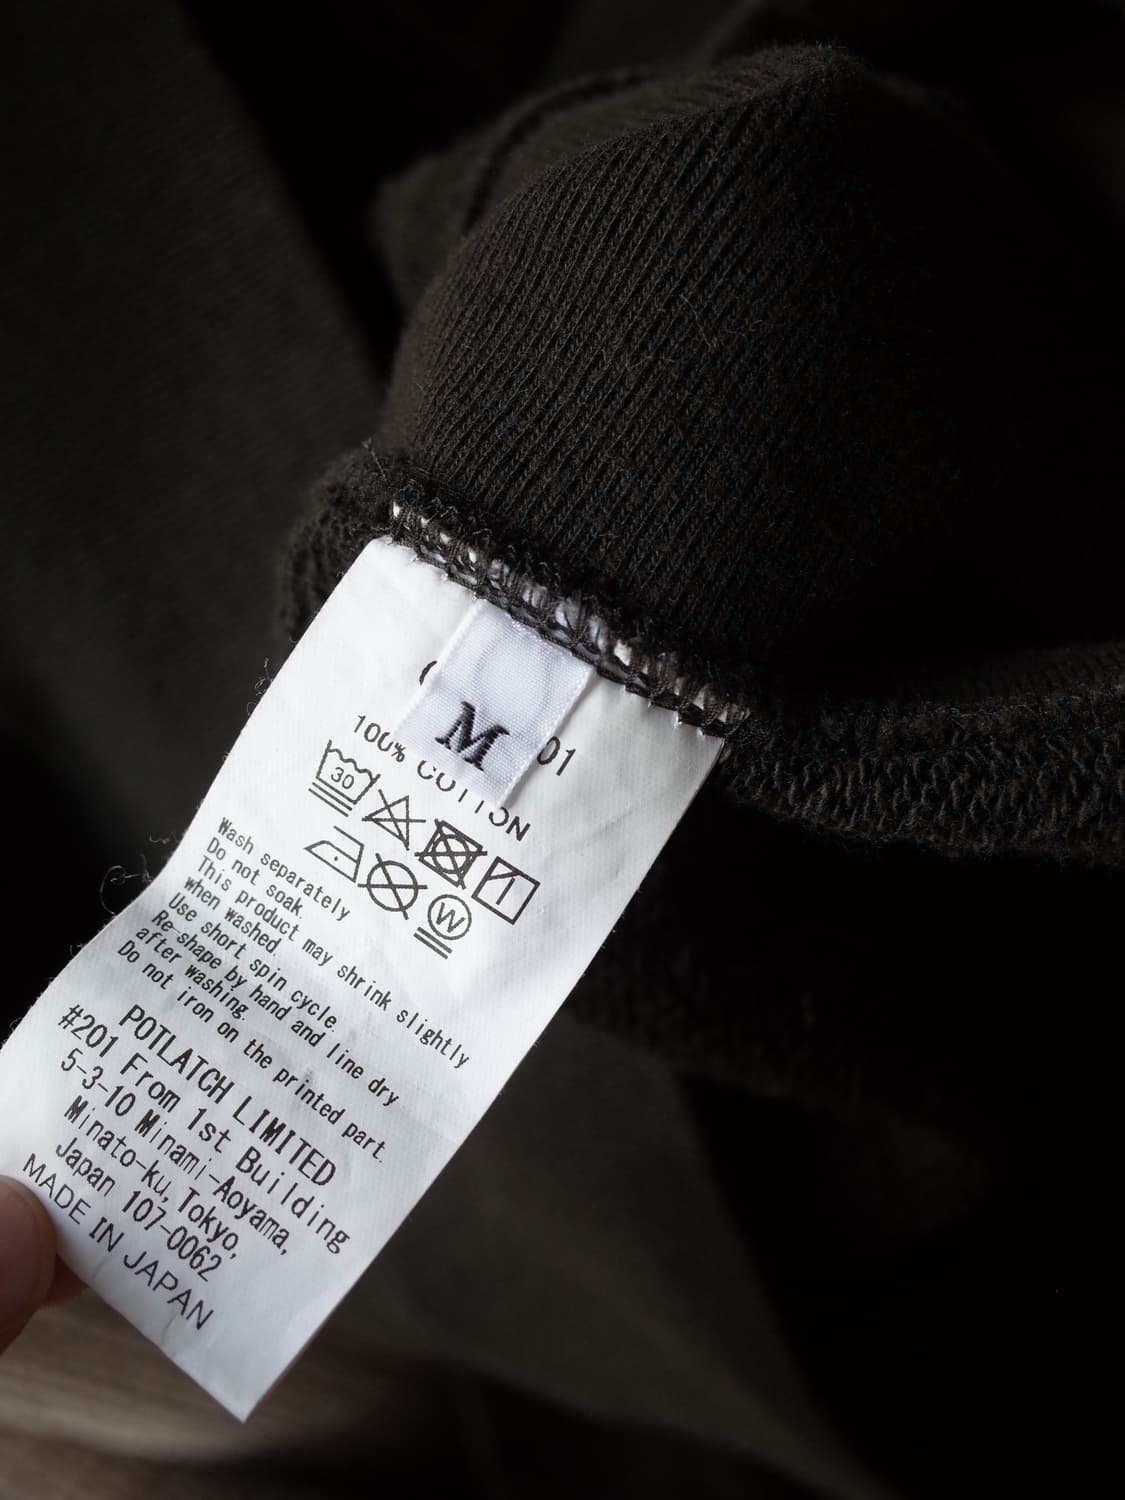 M
01
100% COTTON
30
W
Wash separately
Do not soak.
This product may shrink slightly
when washed.
Use short spin cycle.
Re-shape by hand and line dry
after washing.
Do not iron on the printed part.
POTLATCH LIMITED
#201 From 1st Building
5-3-10 Minami-Aoyama,
Minato-ku, Tokyo,
Japan 107-0062
MADE IN JAPAN